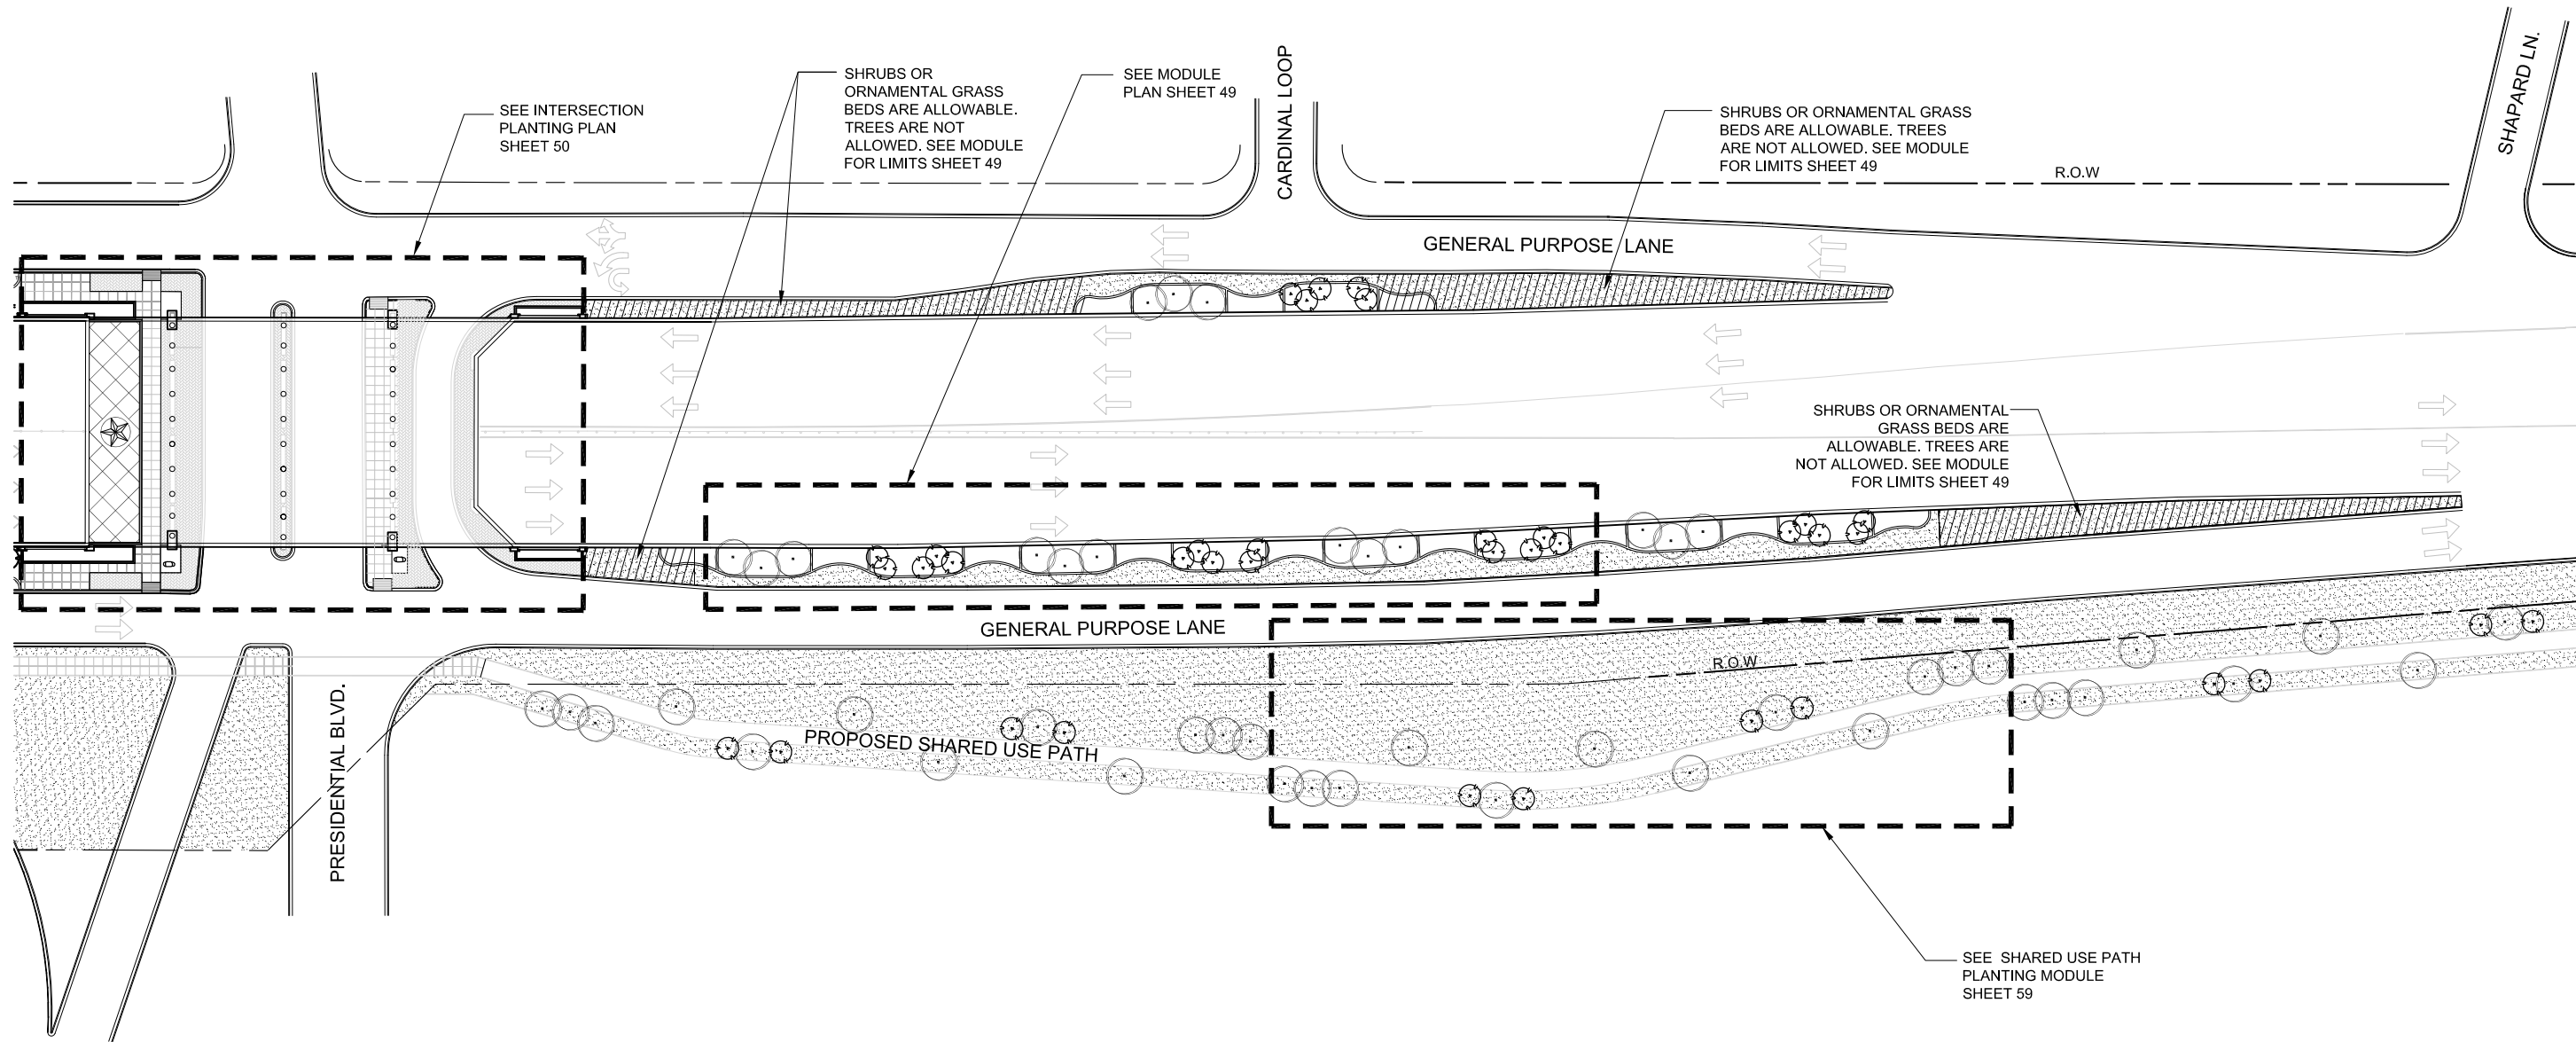 SEE INTERSECTION
PLANTING PLAN
SHEET 50
SHRUBS OR
ORNAMENTAL GRASS
BEDS ARE ALLOWABLE.
TREES ARE NOT
ALLOWED. SEE MODULE
FOR LIMITS SHEET 49
SEE MODULE
PLAN SHEET 49
CARDINAL LOOP
SHRUBS OR ORNAMENTAL GRASS
BEDS ARE ALLOWABLE. TREES
ARE NOT ALLOWED. SEE MODULE
FOR LIMITS SHEET 49
R.O.W
SHAPARD LN.
GENERAL PURPOSE LANE
SHRUBS OR ORNAMENTAL
GRASS BEDS ARE
ALLOWABLE. TREES ARE
NOT ALLOWED. SEE MODULE
FOR LIMITS SHEET 49
GENERAL PURPOSE LANE
R.O.W
PROPOSED SHARED USE PATH
PRESIDENTIAL BLVD.
SEE SHARED USE PATH
PLANTING MODULE
SHEET 59